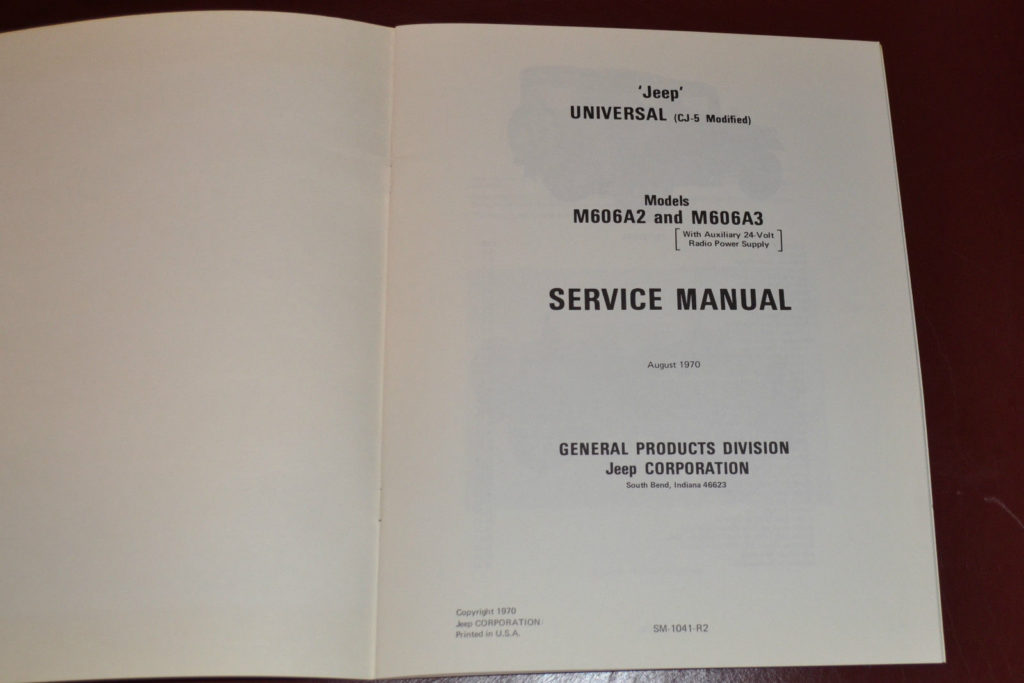 'Jeep'
UNIVERSAL (CJ-5 Modified)
Models
M606A2 and M606A3
[With Auxiliary 24-Volt
Radio Power Supply]
SERVICE MANUAL
August 1970
GENERAL PRODUCTS DIVISION
Jeep CORPORATION
South Bend, Indiana 46623
Copyright 1970
Jeep CORPORATION
Printed in U.S.A.
SM-1041-R2